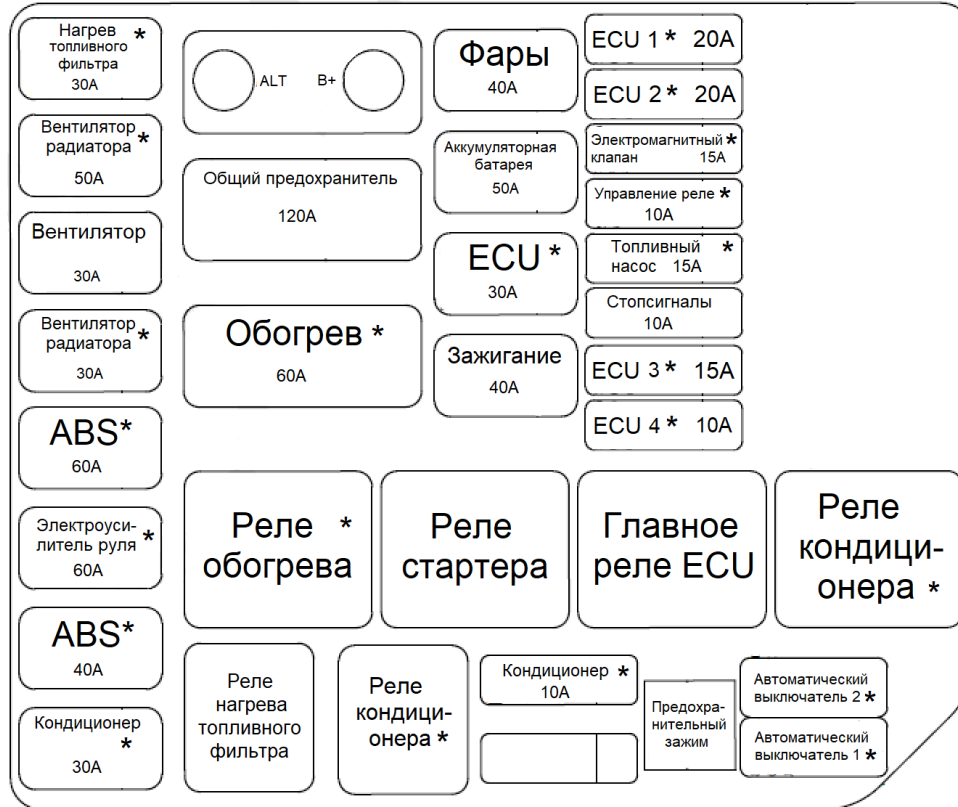 Нагрев *
топливного
фильтра
30A
Вентилятор
радиатора *
50A
Вентилятор
30A
Вентилятор
радиатора *
30A
ABS*
60A
Электроуси-
литель руля *
60A
ABS*
40A
Кондиционер
*
30A
ALT B+
Общий предохранитель
120A
Обогрев *
60A
Фары
40A
Аккумуляторная
батарея
50A
ECU *
30A
Зажигание
40A
ECU 1 * 20A
ECU 2 * 20A
Электромагнитный *
клапан 15A
Управление реле *
10A
Топливный *
насос 15A
Стопсигналы
10A
ECU 3 * 15A
ECU 4 * 10A
Реле *
обогрева
Реле
стартера
Главное
реле ECU
Реле
кондици-
онера *
Реле
нагрева
топливного
фильтра
Реле
кондици-
онера *
Кондиционер *
10A
Предохра-
нительный
зажим
Автоматический
выключатель 2 *
Автоматический
выключатель 1 *